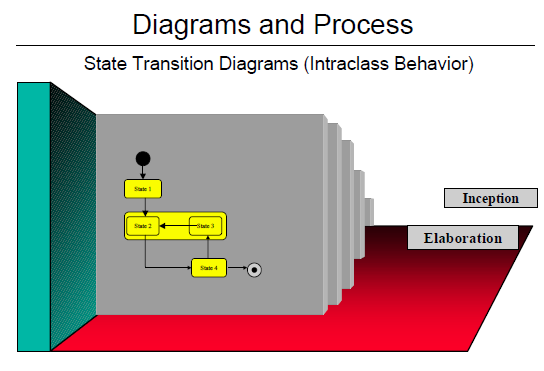 Diagrams and Process
State Transition Diagrams (Intraclass Behavior)
State 1
State 2
State 3
State 4
Inception
Elaboration